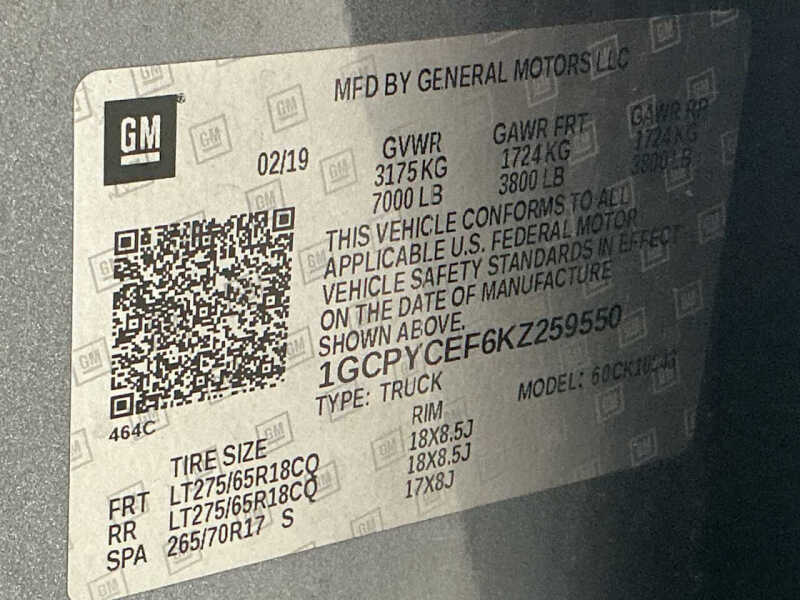 GM
MFD BY GENERAL MOTORS LLC
02/19
GVWR GAWR FRT GAWR RR
3175 KG 1724 KG 1724 KG
7000 LB 3800 LB 3800 LB
THIS VEHICLE CONFORMS TO ALL
APPLICABLE U.S. FEDERAL MOTOR
VEHICLE SAFETY STANDARDS IN EFFECT
ON THE DATE OF MANUFACTURE
SHOWN ABOVE.
1GCPYCEF6KZ259550
TYPE: TRUCK MODEL:
464C
TIRE SIZE RIM
FRT LT275/65R18CQ 18X8.5J
RR LT275/65R18CQ 18X8.5J
SPA 265/70R17 S 17X8J